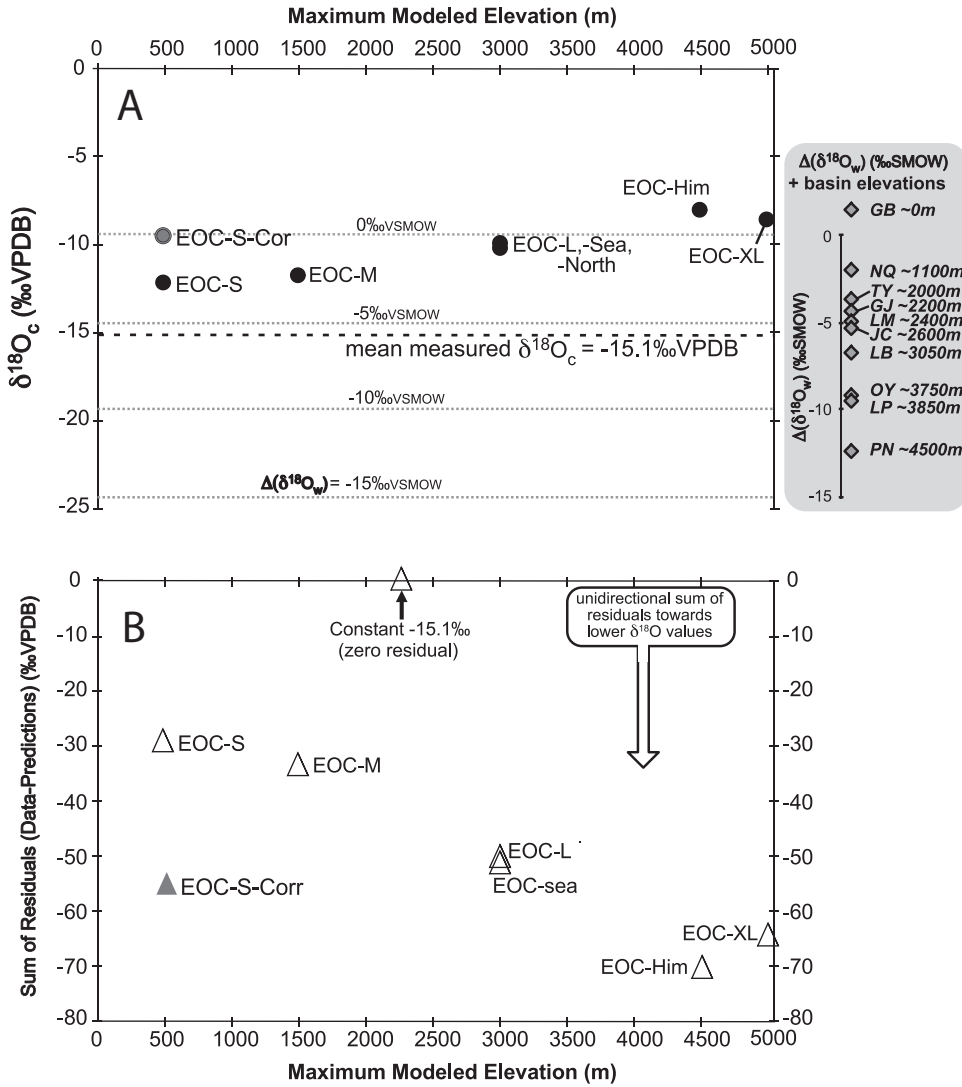 Maximum Modeled Elevation (m)
0 500 1000 1500 2000 2500 3000 3500 4000 4500 5000
A
0
-5
-10
-15
-20
-25
δ¹⁸Oc (‰VPDB)
EOC-Him
0‰VSMOW
EOC-S-Cor
EOC-L,-Sea,
-North
EOC-XL
EOC-S
EOC-M
-5‰VSMOW
mean measured δ¹⁸Oc = -15.1‰VPDB
-10‰VSMOW
Δ(δ¹⁸Ow) = -15‰VSMOW
Δ(δ¹⁸Ow) (‰SMOW)
+ basin elevations
GB ~0m
NQ ~1100m
TY ~2000m
GJ ~2200m
LM ~2400m
JC ~2600m
LB ~3050m
OY ~3750m
LP ~3850m
PN ~4500m
0
-5
-10
-15
Δ(δ¹⁸Ow) (‰SMOW)
B
0
-10
-20
-30
-40
-50
-60
-70
-80
Sum of Residuals (Data-Predictions) (‰VPDB)
Constant -15.1‰
(zero residual)
unidirectional sum of
residuals towards
lower δ¹⁸O values
EOC-S
EOC-M
EOC-L
EOC-sea
EOC-S-Corr
EOC-XL
EOC-Him
0
-10
-20
-30
-40
-50
-60
-70
-80
0 500 1000 1500 2000 2500 3000 3500 4000 4500 5000
Maximum Modeled Elevation (m)